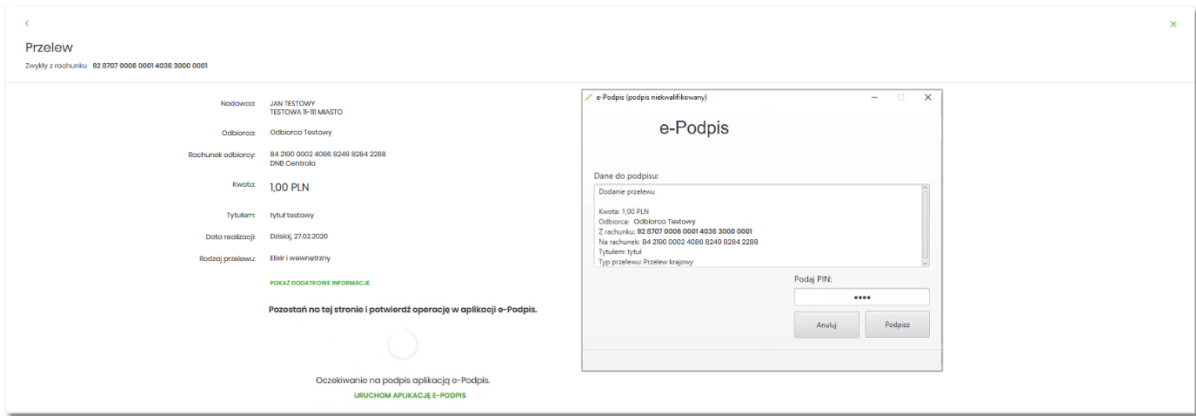 Przelew
Zwykły z rachunku 92 8707 0006 0001 4036 3000 0001
Nadawca: JAN TESTOWY
TESTOWA 11-111 MIASTO
Odbiorca: Odbiorca Testowy
Rachunek odbiorcy: 84 2190 0002 4086 8249 8284 2288
DNB Centrala
Kwota: 1,00 PLN
Tytułem: tytuł testowy
Data realizacji: Dzisiaj, 27.02.2020
Rodzaj przelewu: Elixir i wewnętrzny
POKAŻ DODATKOWE INFORMACJE
Pozostań na tej stronie i potwierdź operację w aplikacji e-Podpis.
Oczekiwanie na podpis aplikacją e-Podpis.
URUCHOM APLIKACJĘ E-PODPIS
e-Podpis (podpis niekwalifikowany)
e-Podpis
Dane do podpisu:
Dodanie przelewu
Kwota: 1,00 PLN
Odbiorca: Odbiorca Testowy
Z rachunku: 92 8707 0006 0001 4036 3000 0001
Na rachunek: 84 2190 0002 4086 8249 8284 2288
Tytułem: tytuł
Typ przelewu: Przelew krajowy
Podaj PIN:
••••
Anuluj
Podpisz